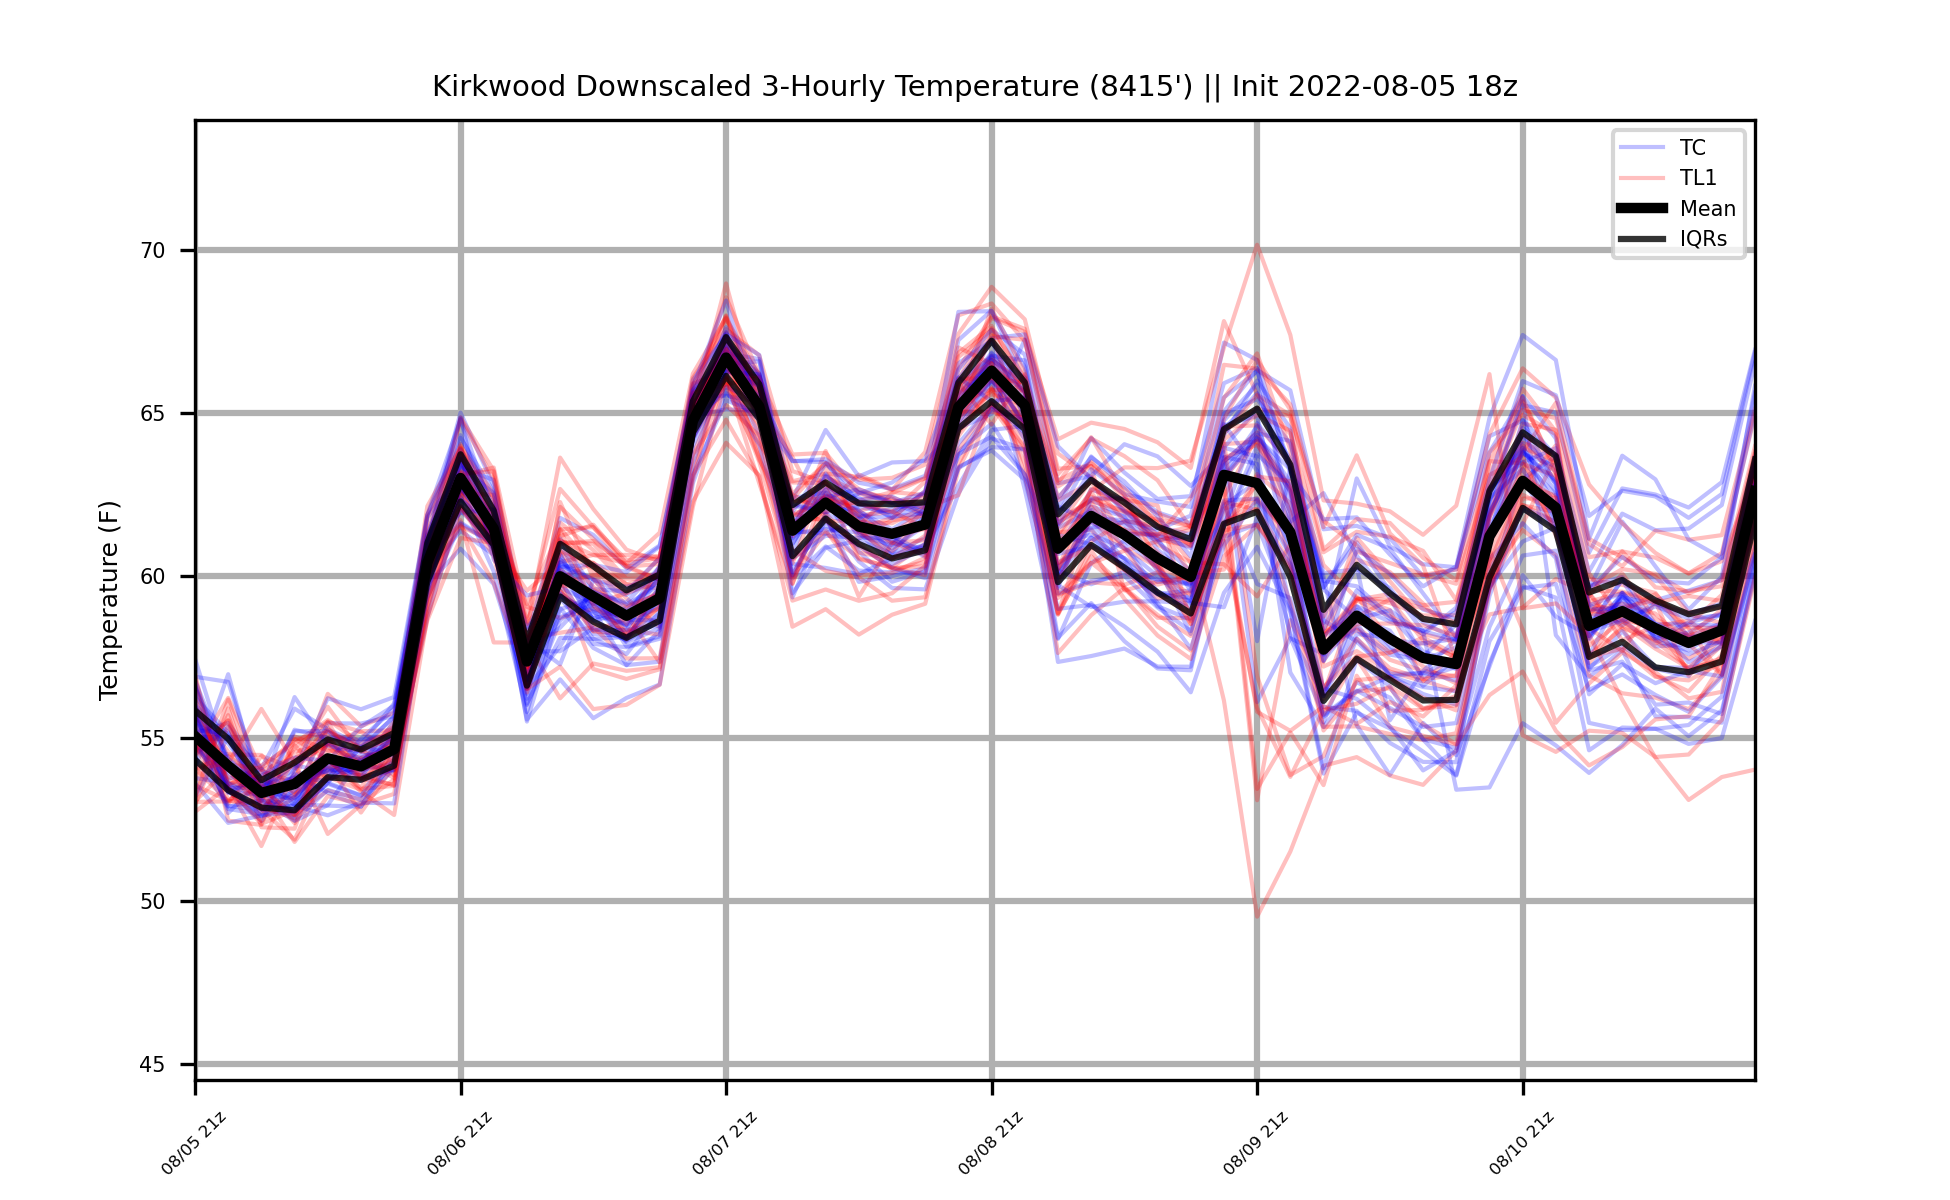 Kirkwood Downscaled 3-Hourly Temperature (8415') || Init 2022-08-05 18z
TC
TL1
Mean
IQRs
Temperature (F)
70
65
60
55
50
45
08/05 21z
08/06 21z
08/07 21z
08/08 21z
08/09 21z
08/10 21z